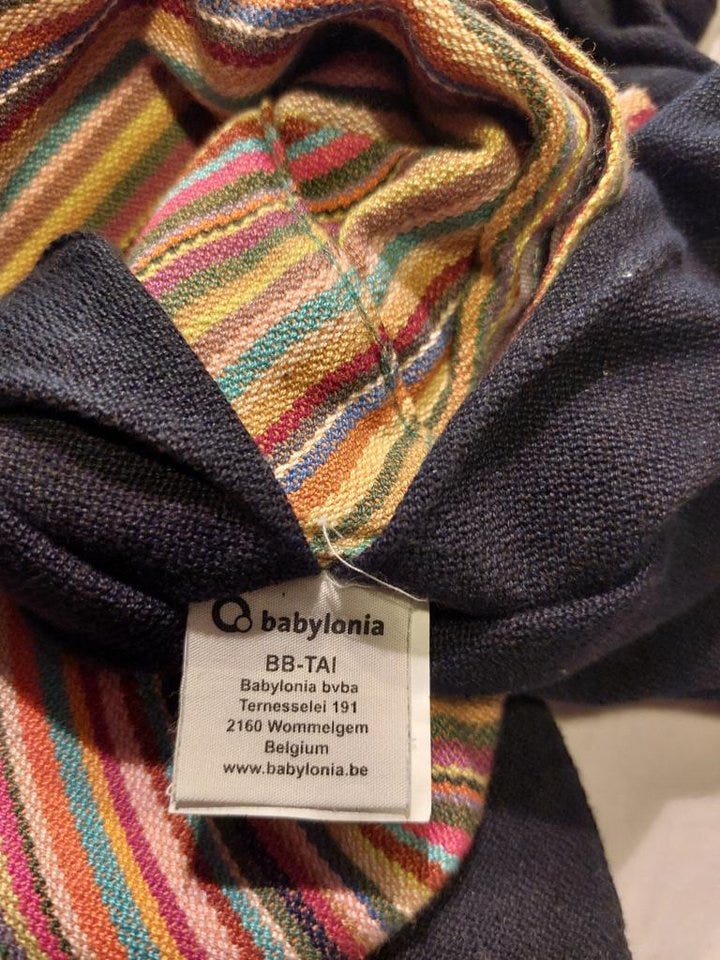 babylonia
BB-TAI
Babylonia bvba
Ternesselei 191
2160 Wommelgem
Belgium
www.babylonia.be